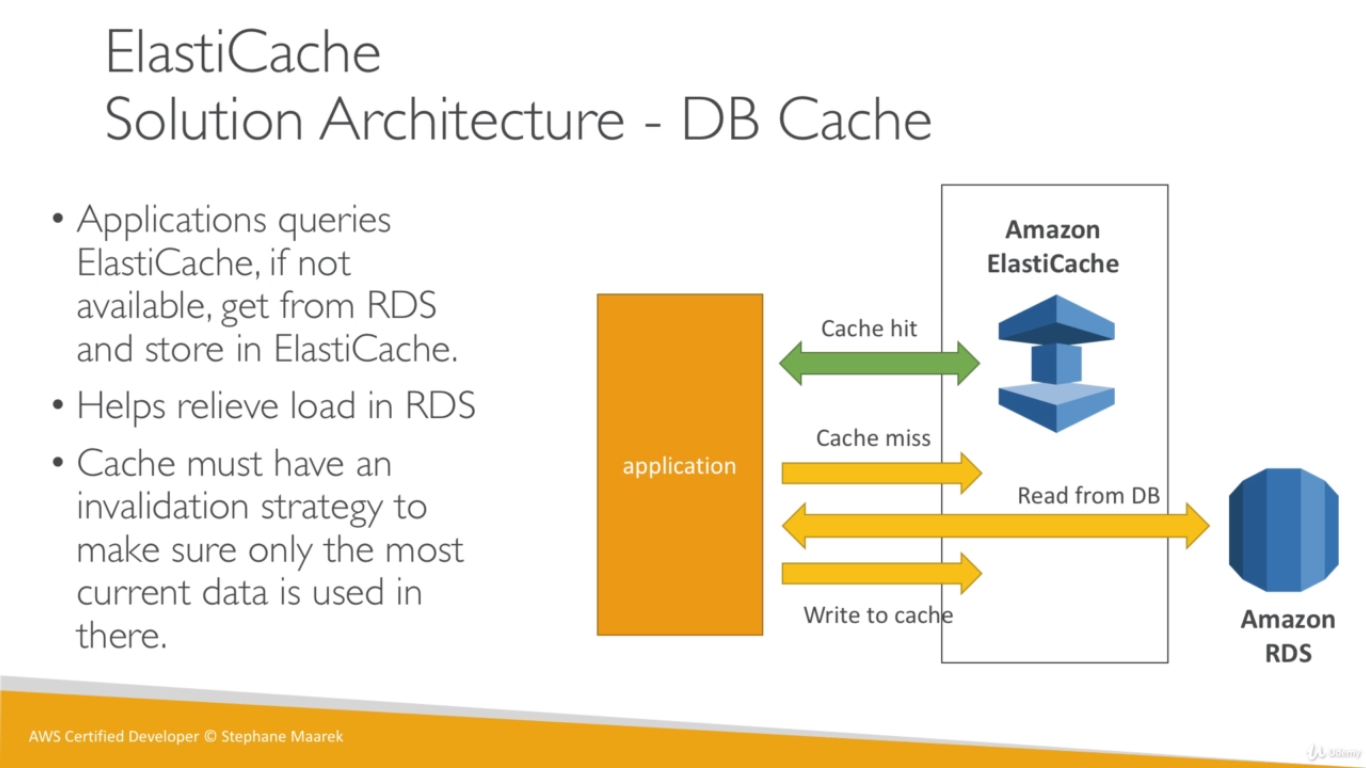 ElastiCache
Solution Architecture - DB Cache
• Applications queries
ElastiCache, if not
available, get from RDS
and store in ElastiCache.
• Helps relieve load in RDS
• Cache must have an
invalidation strategy to
make sure only the most
current data is used in
there.
application
Cache hit
Cache miss
Read from DB
Write to cache
Amazon
ElastiCache
Amazon
RDS
AWS Certified Developer © Stephane Maarek
Udemy